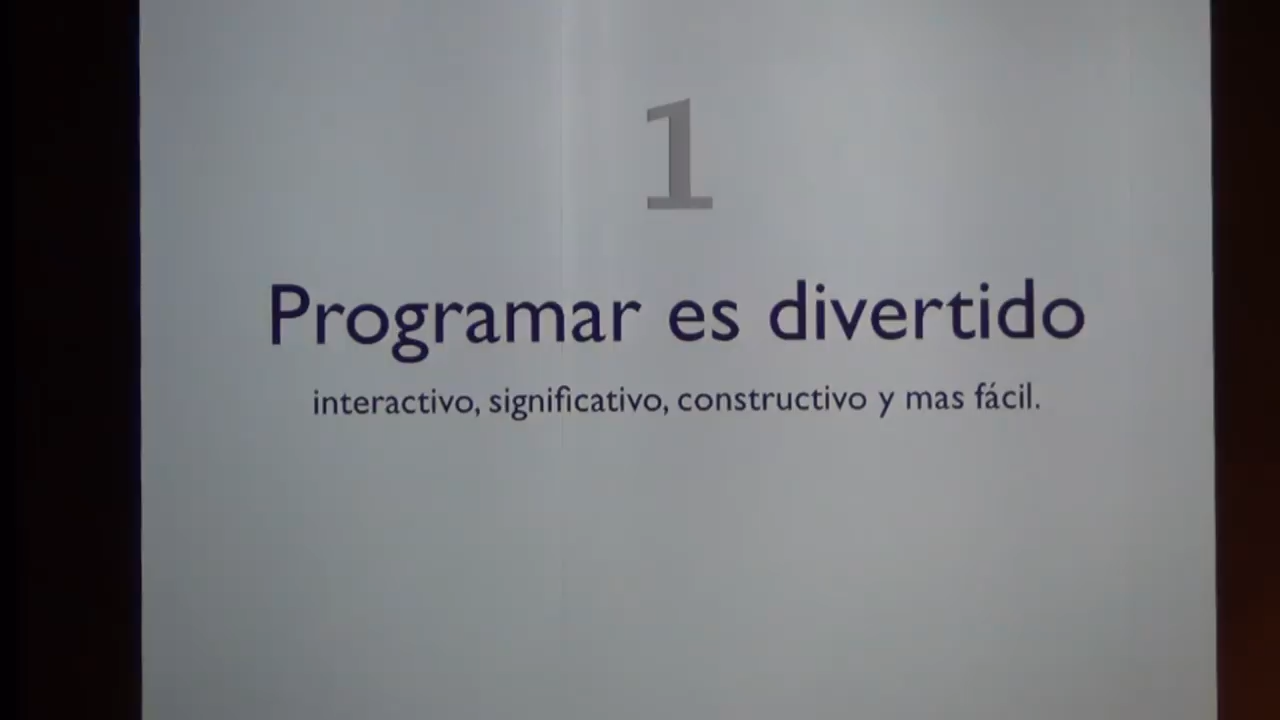 1
Programar es divertido
interactivo, significativo, constructivo y mas fácil.